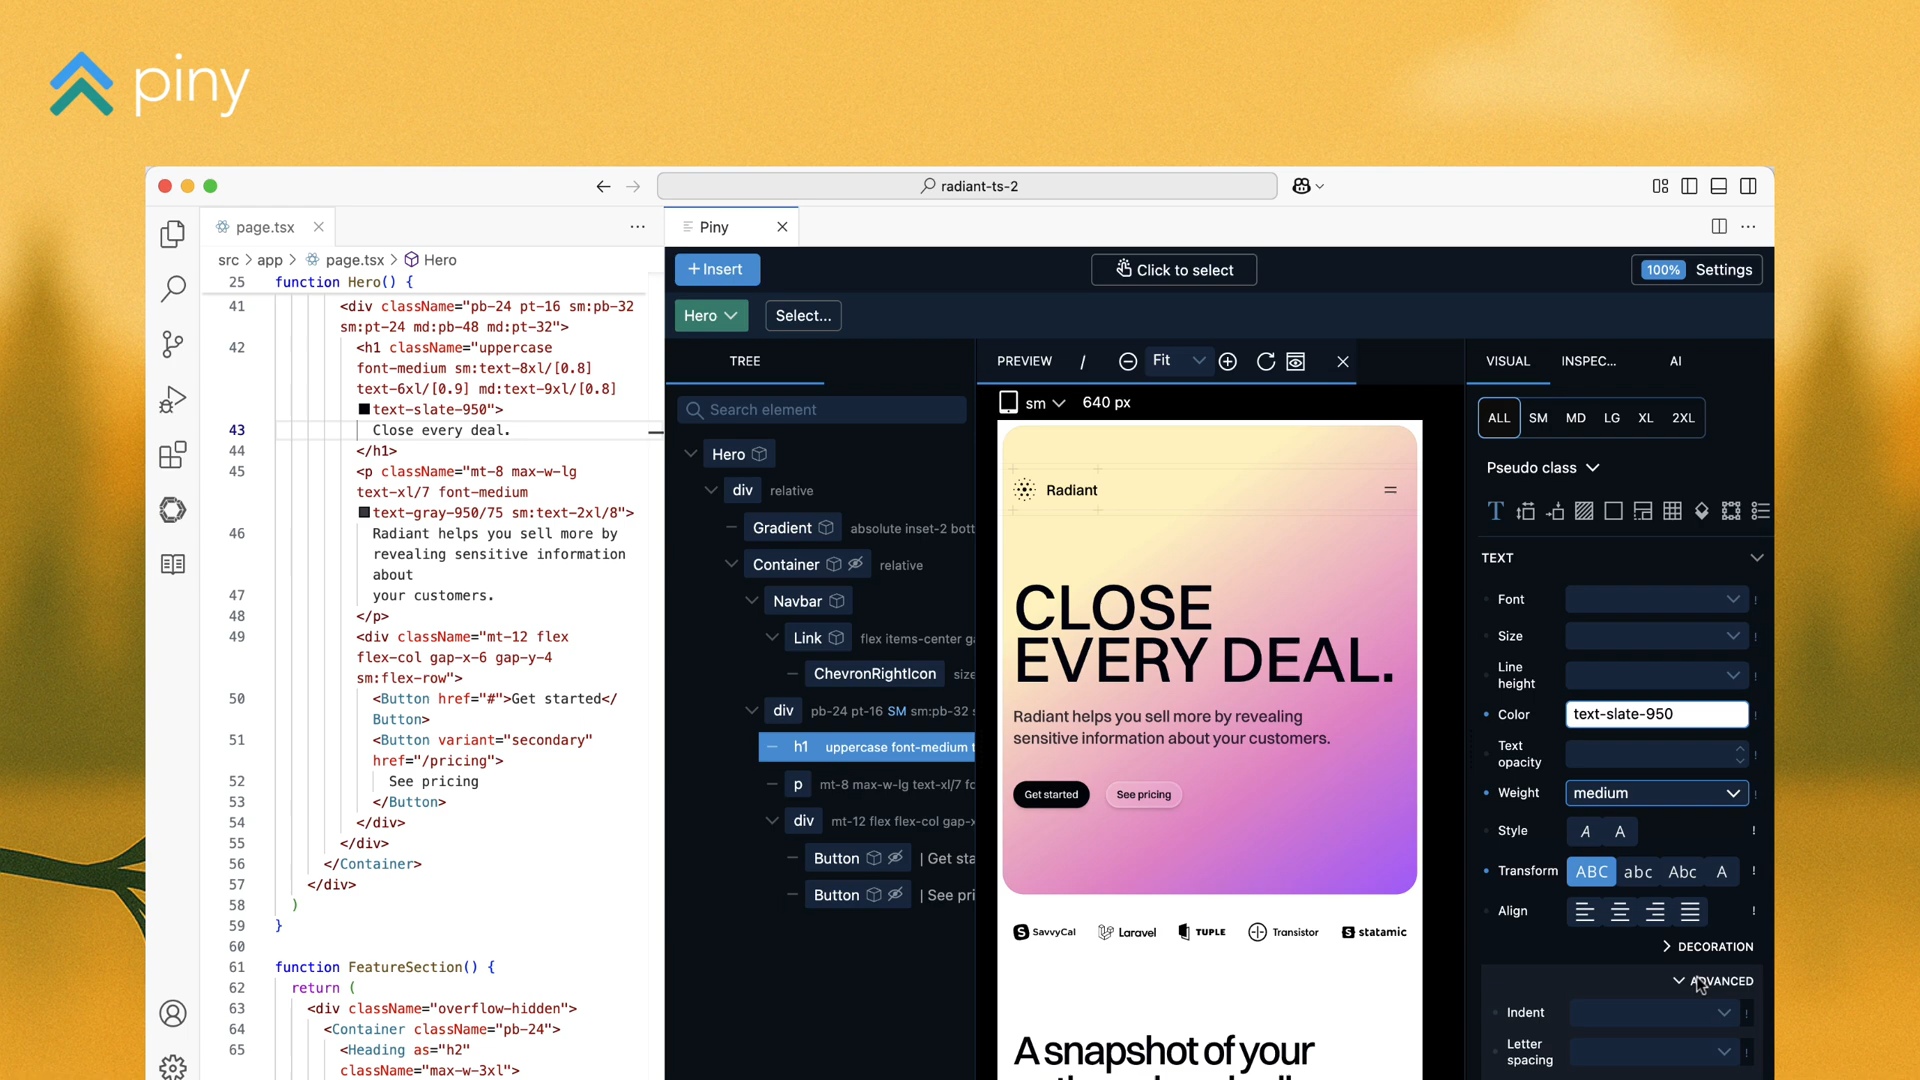 piny
radiant-ts-2
page.tsx
Piny
src > app > page.tsx > Hero
25 function Hero() {
41 <div className="pb-24 pt-16 sm:pb-32
sm:pt-24 md:pb-48 md:pt-32">
42 <h1 className="uppercase
font-medium sm:text-8xl/[0.8]
text-6xl/[0.9] md:text-9xl/[0.8]
text-slate-950">
43 Close every deal.
44 </h1>
45 <p className="mt-8 max-w-lg
text-xl/7 font-medium
text-gray-950/75 sm:text-2xl/8">
46 Radiant helps you sell more by
revealing sensitive information
about
47 your customers.
48 </p>
49 <div className="mt-12 flex
flex-col gap-x-6 gap-y-4
sm:flex-row">
50 <Button href="#">Get started</
Button>
51 <Button variant="secondary"
href="/pricing">
52 See pricing
53 </Button>
54 </div>
55 </div>
56 </Container>
57 </div>
58 )
59 }
60
61 function FeatureSection() {
62 return (
63 <div className="overflow-hidden">
64 <Container className="pb-24">
65 <Heading as="h2"
className="max-w-3xl">
+ Insert
Click to select
100% Settings
Hero
Select...
TREE
Search element
Hero
div relative
Gradient absolute inset-2 bott
Container relative
Navbar
Link flex items-center ga
ChevronRightIcon size
div pb-24 pt-16 SM sm:pb-32 s
h1 uppercase font-medium t
p mt-8 max-w-lg text-xl/7 fo
div mt-12 flex flex-col gap-x
Button | Get sta
Button | See pri
PREVIEW /
Fit
sm 640 px
Radiant
CLOSE
EVERY DEAL.
Radiant helps you sell more by revealing
sensitive information about your customers.
Get started
See pricing
SavvyCal
Laravel
TUPLE
Transistor
statamic
A snapshot of your
VISUAL
INSPEC...
AI
ALL SM MD LG XL 2XL
Pseudo class
TEXT
Font
Size
Line
height
Color text-slate-950
Text
opacity
Weight medium
Style A A
Transform ABC abc Abc A
Align
DECORATION
ADVANCED
Indent
Letter
spacing